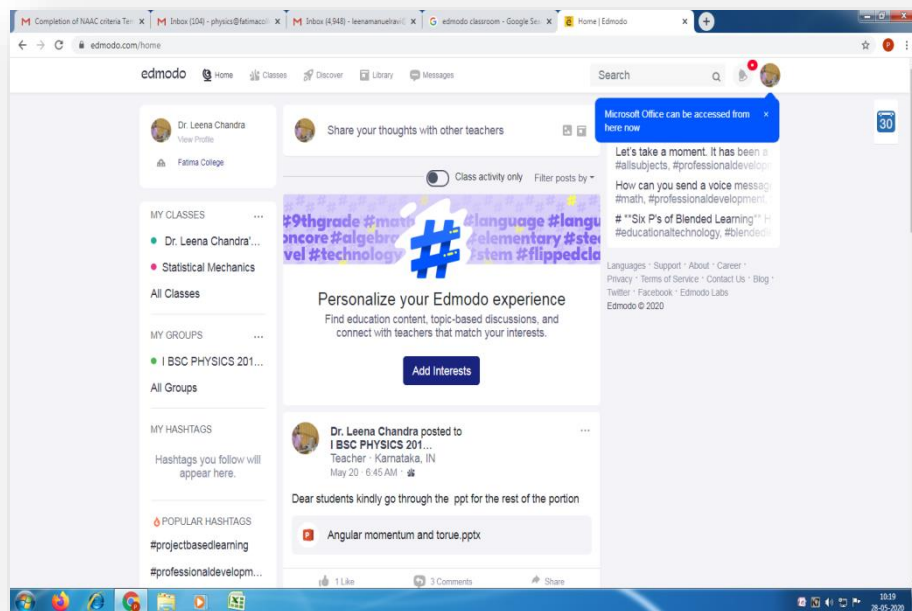 Completion of NAAC criteria Ter
Inbox (104) - physics@fatimacoll
Inbox (4,948) - leenamanuelravi@
edmodo classroom - Google Sea
Home | Edmodo
edmodo.com/home
edmodo Home Classes Discover Library Messages Search
Dr. Leena Chandra
View Profile
Fatima College
MY CLASSES
Dr. Leena Chandra'...
Statistical Mechanics
All Classes
MY GROUPS
I BSC PHYSICS 201...
All Groups
MY HASHTAGS
Hashtags you follow will
appear here.
POPULAR HASHTAGS
#projectbasedlearning
#professionaldevelopm...
Share your thoughts with other teachers
Class activity only Filter posts by
#9thgrade #math #language #langu
oncore #algebra #elementary #ste
vel #technology #stem #flippedcla
#
Personalize your Edmodo experience
Find education content, topic-based discussions, and
connect with teachers that match your interests.
Add Interests
Dr. Leena Chandra posted to
I BSC PHYSICS 201...
Teacher · Karnataka, IN
May 20 · 6:45 AM ·
Dear students kindly go through the ppt for the rest of the portion
Angular momentum and torue.pptx
1 Like 3 Comments Share
Microsoft Office can be accessed from
here now
Let's take a moment. It has been a
#allsubjects, #professionaldevelop
How can you send a voice message
#math, #professionaldevelopment,
# **Six P's of Blended Learning** H
#educationaltechnology, #blended
Languages · Support · About · Career ·
Privacy · Terms of Service · Contact Us · Blog ·
Twitter · Facebook · Edmodo Labs
Edmodo © 2020
30
10:19
28-05-2020